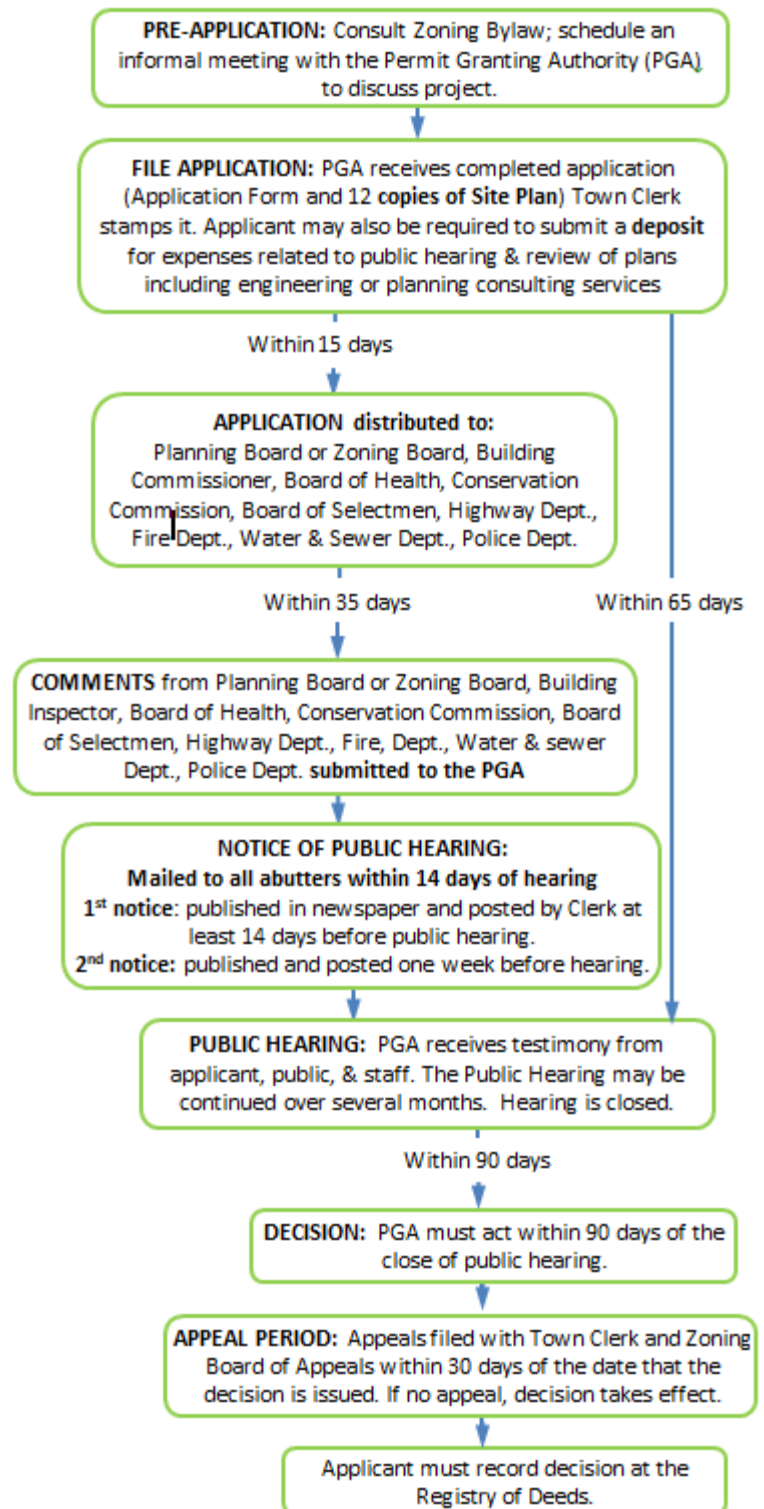 PRE-APPLICATION: Consult Zoning Bylaw; schedule an
informal meeting with the Permit Granting Authority (PGA)
to discuss project.
FILE APPLICATION: PGA receives completed application
(Application Form and 12 copies of Site Plan) Town Clerk
stamps it. Applicant may also be required to submit a deposit
for expenses related to public hearing & review of plans
including engineering or planning consulting services
Within 15 days
APPLICATION distributed to:
Planning Board or Zoning Board, Building
Commissioner, Board of Health, Conservation
Commission, Board of Selectmen, Highway Dept.,
Fire Dept., Water & Sewer Dept., Police Dept.
Within 35 days
Within 65 days
COMMENTS from Planning Board or Zoning Board, Building
Inspector, Board of Health, Conservation Commission, Board
of Selectmen, Highway Dept., Fire, Dept., Water & sewer
Dept., Police Dept. submitted to the PGA
NOTICE OF PUBLIC HEARING:
Mailed to all abutters within 14 days of hearing
1st notice: published in newspaper and posted by Clerk at
least 14 days before public hearing.
2nd notice: published and posted one week before hearing.
PUBLIC HEARING: PGA receives testimony from
applicant, public, & staff. The Public Hearing may be
continued over several months. Hearing is closed.
Within 90 days
DECISION: PGA must act within 90 days of the
close of public hearing.
APPEAL PERIOD: Appeals filed with Town Clerk and Zoning
Board of Appeals within 30 days of the date that the
decision is issued. If no appeal, decision takes effect.
Applicant must record decision at the
Registry of Deeds.